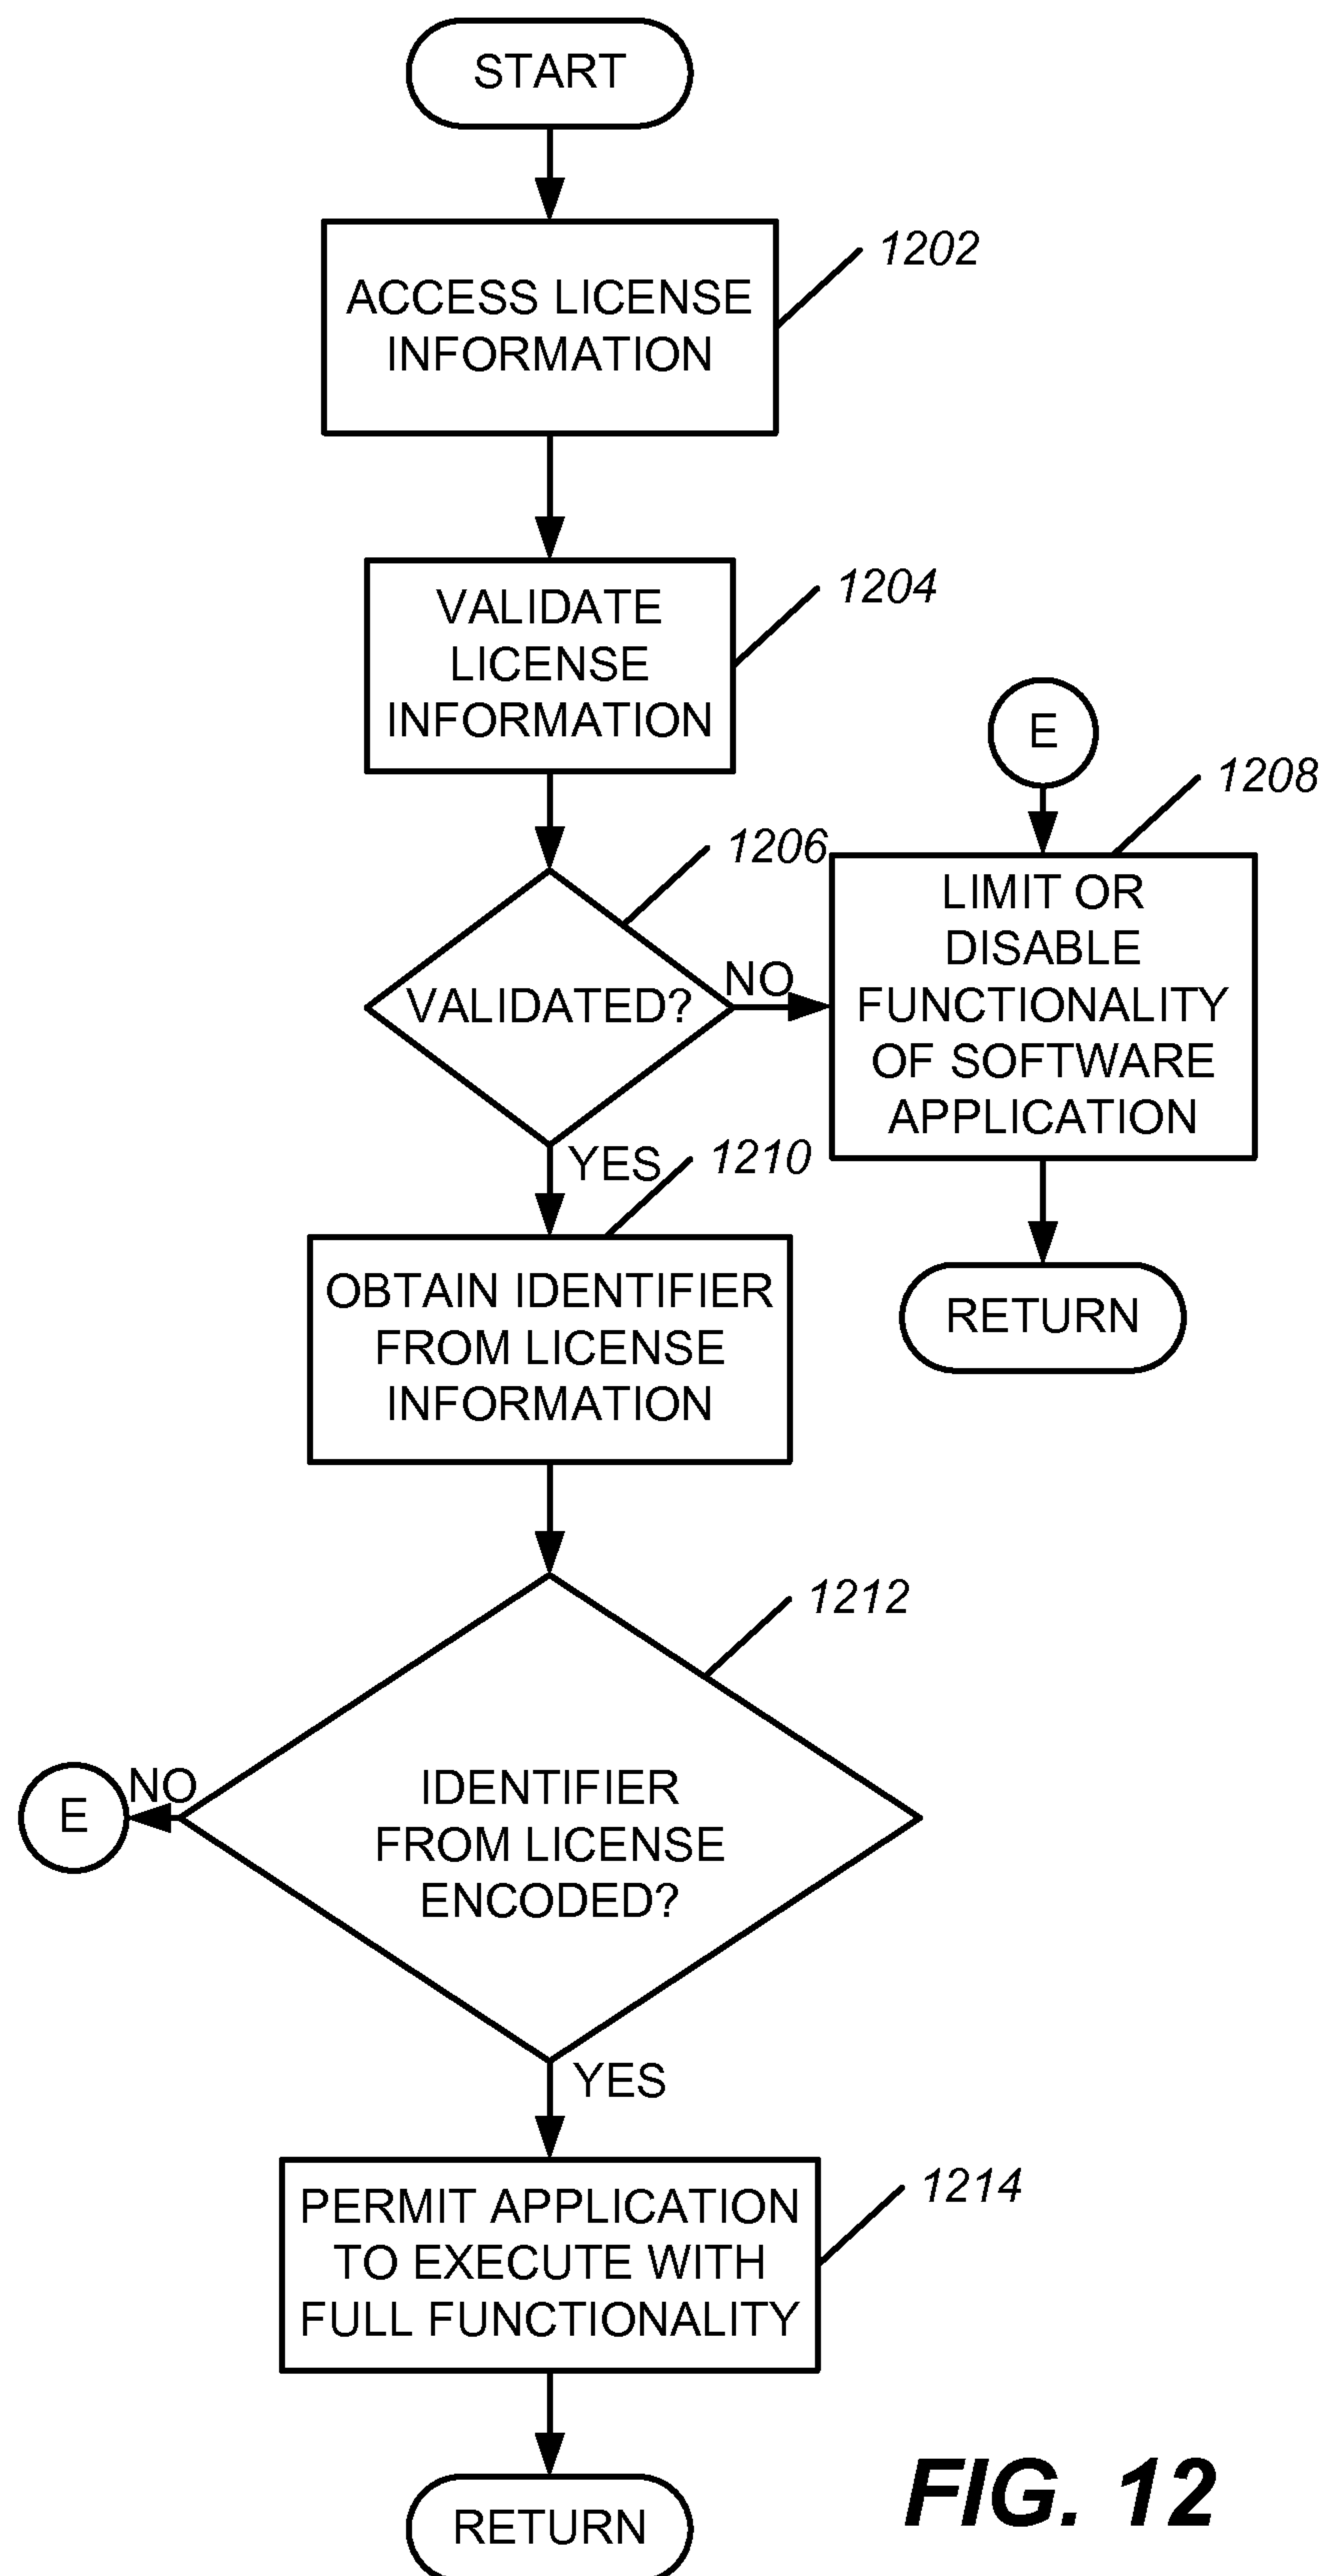 START
1202
ACCESS LICENSE
INFORMATION
1204
VALIDATE
LICENSE
INFORMATION
E
1208
1206
LIMIT OR
DISABLE
FUNCTIONALITY
OF SOFTWARE
APPLICATION
NO
VALIDATED?
YES
1210
OBTAIN IDENTIFIER
FROM LICENSE
INFORMATION
RETURN
1212
NO
E
IDENTIFIER
FROM LICENSE
ENCODED?
YES
1214
PERMIT APPLICATION
TO EXECUTE WITH
FULL FUNCTIONALITY
RETURN
FIG. 12